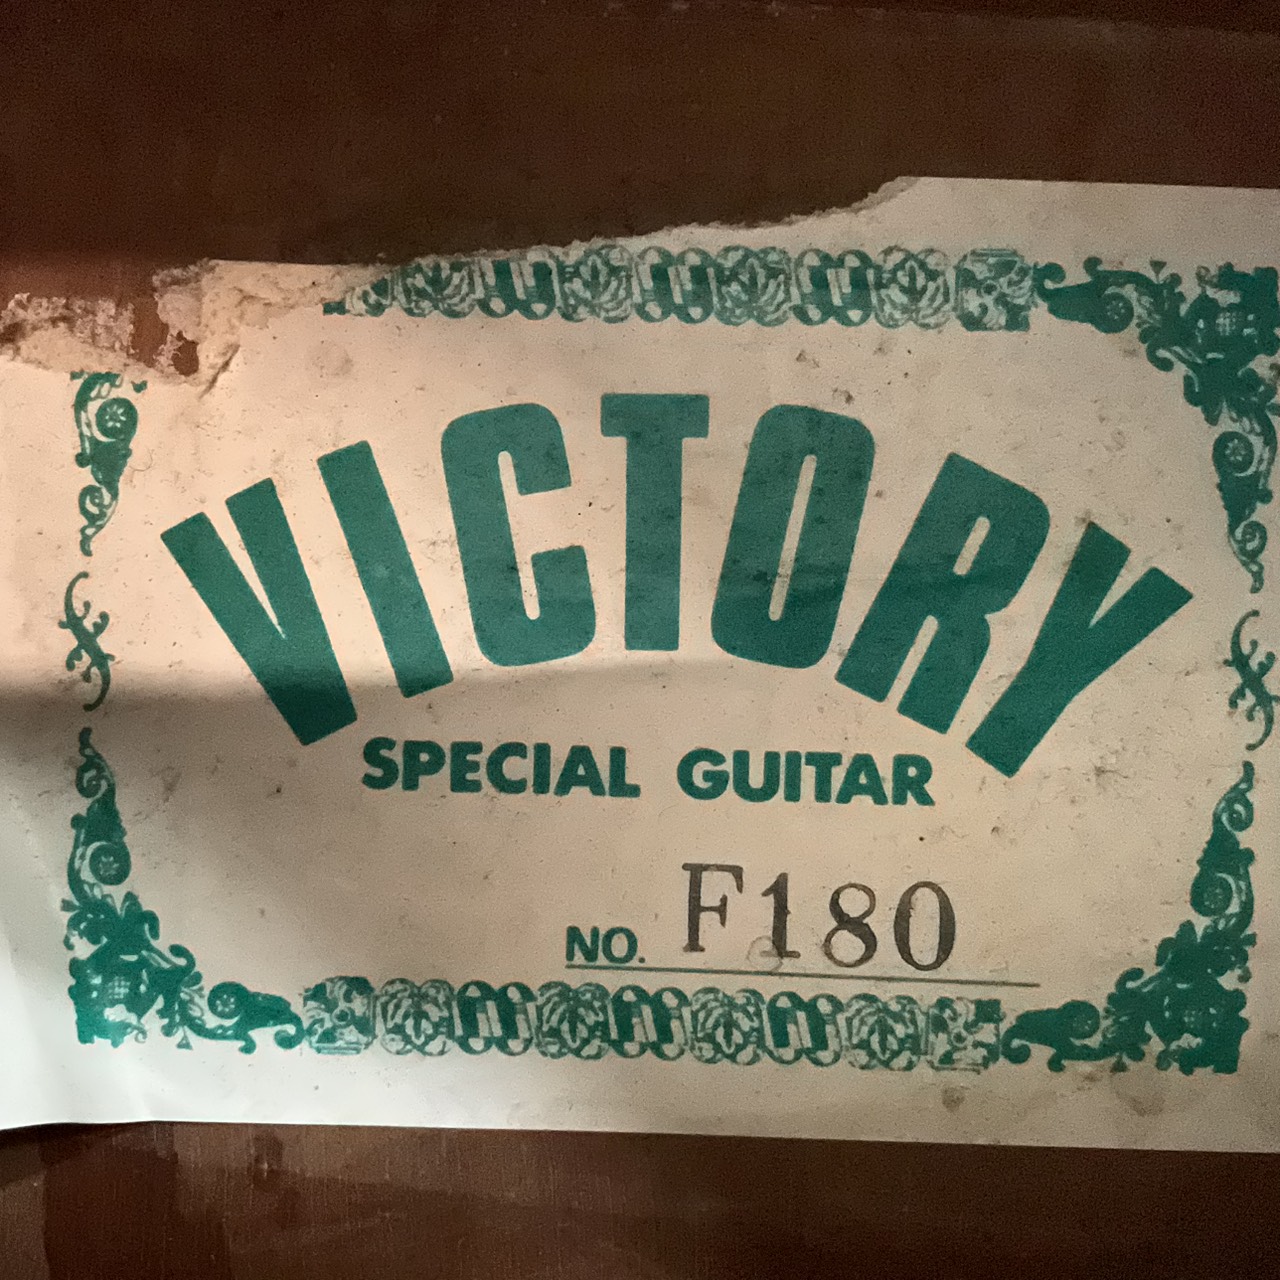 VICTORY
SPECIAL GUITAR
NO. F180